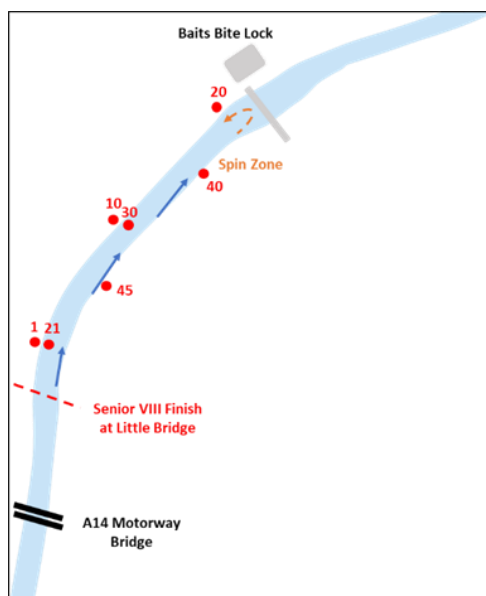 Baits Bite Lock
20
Spin Zone
40
10
30
45
1
21
Senior VIII Finish
at Little Bridge
A14 Motorway
Bridge